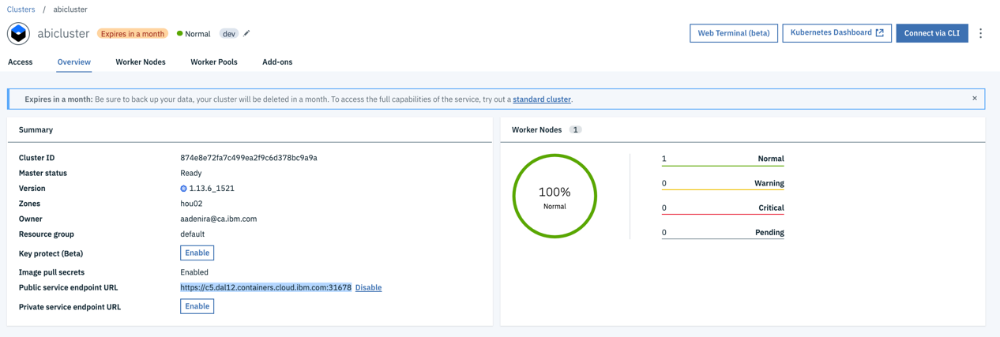 Clusters / abicluster
abicluster Expires in a month Normal dev Web Terminal (beta) Kubernetes Dashboard Connect via CLI
Access Overview Worker Nodes Worker Pools Add-ons
Expires in a month: Be sure to back up your data, your cluster will be deleted in a month. To access the full capabilities of the service, try out a standard cluster. ×
Summary
Cluster ID 874e8e72fa7c499ea2f9c6d378bc9a9a
Master status Ready
Version 1.13.6_1521
Zones hou02
Owner aadenira@ca.ibm.com
Resource group default
Key protect (Beta) Enable
Image pull secrets Enabled
Public service endpoint URL https://c5.dal12.containers.cloud.ibm.com:31678 Disable
Private service endpoint URL Enable
Worker Nodes 1
100%
Normal
1 Normal
0 Warning
0 Critical
0 Pending